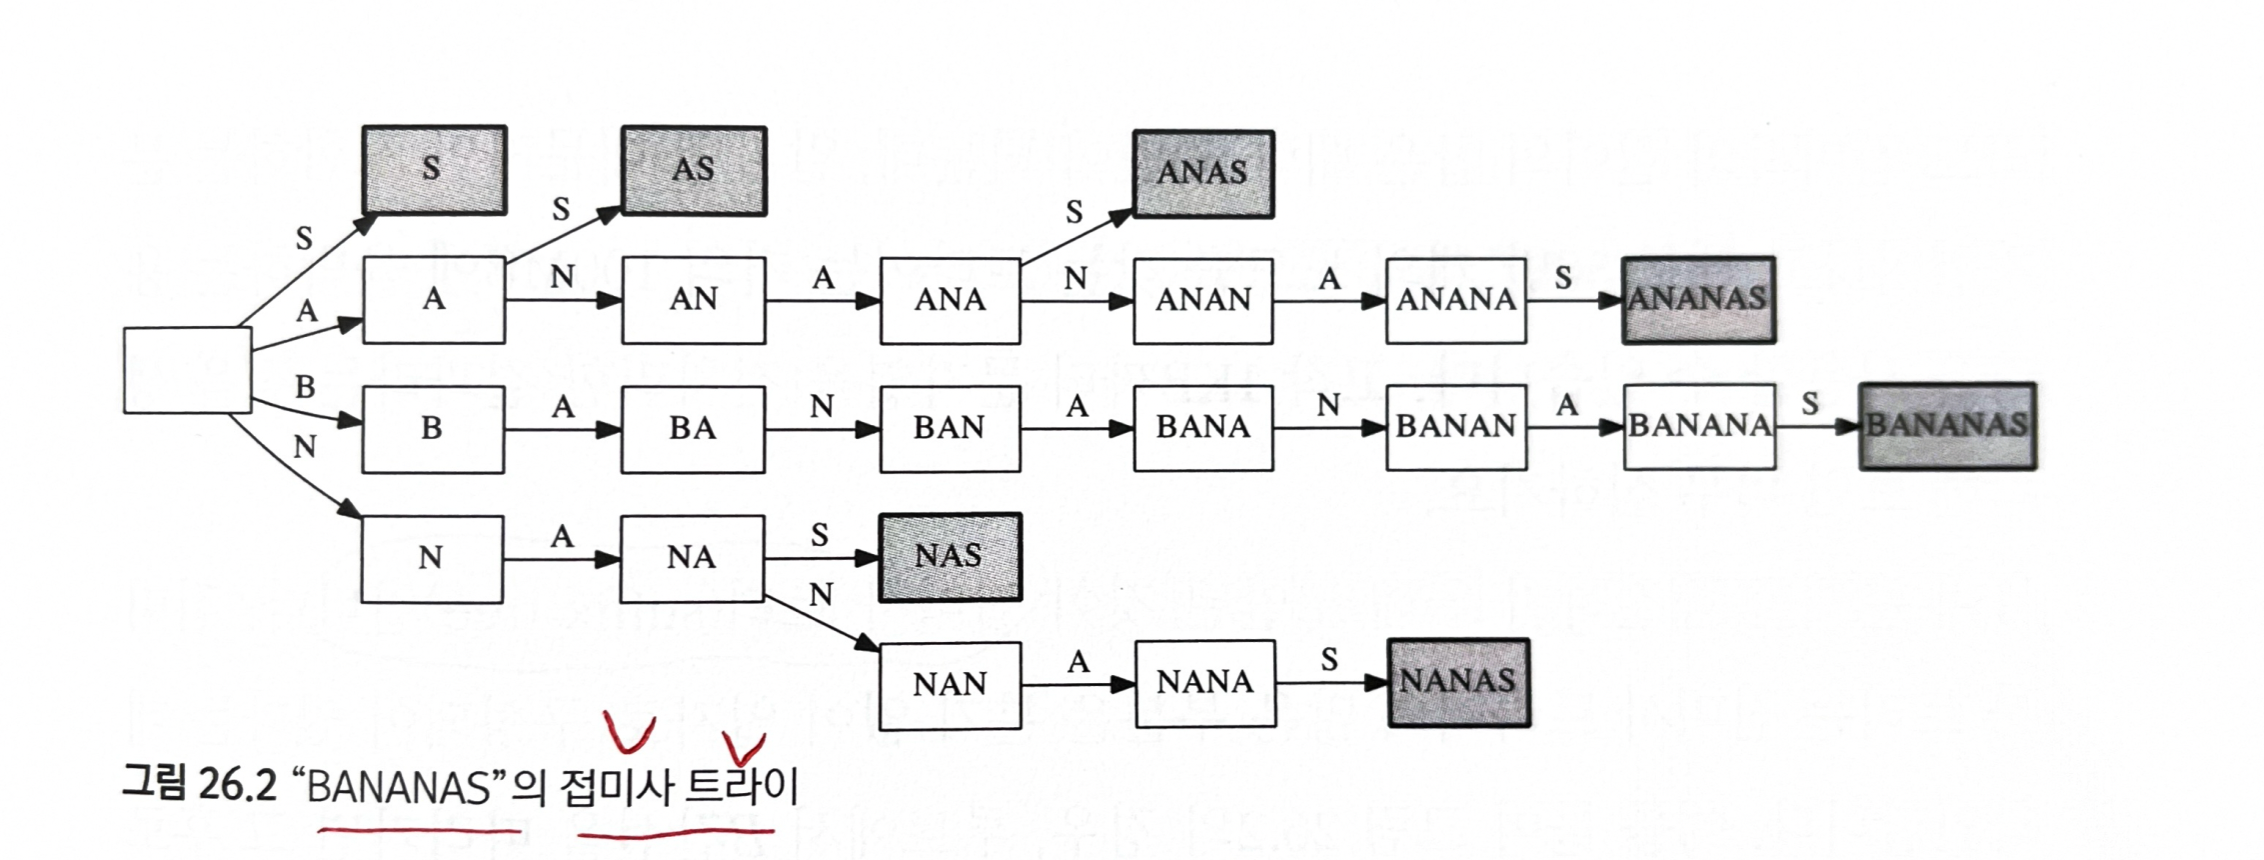 S AS ANAS
S S S
A A N AN A ANA N ANAN A ANANA S ANANAS
B B A BA N BAN A BANA N BANAN A BANANA S BANANAS
N N A NA S NAS
N NAN A NANA S NANAS
그림 26.2 “BANANAS”의 접미사 트라이